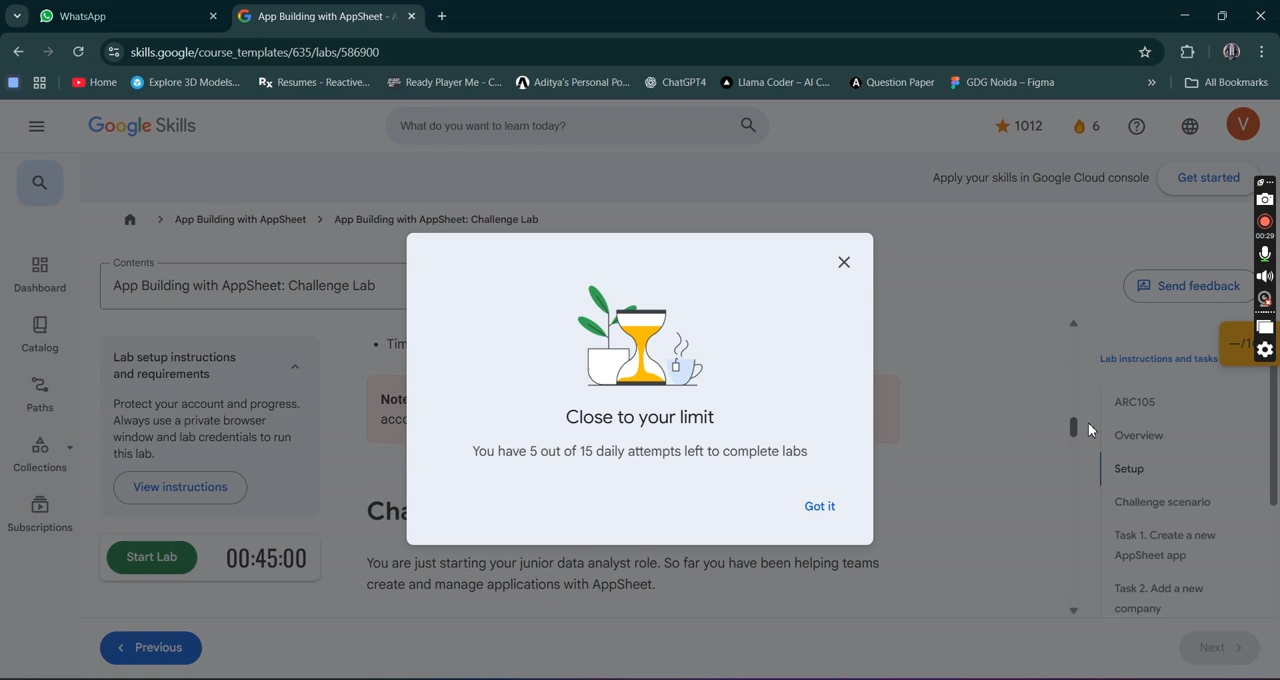 WhatsApp
App Building with AppSheet - A
skills.google/course_templates/635/labs/586900
Home
Explore 3D Models...
Rx Resumes - Reactive...
Ready Player Me - C...
Aditya's Personal Po...
ChatGPT4
Llama Coder – AI C...
Question Paper
GDG Noida – Figma
All Bookmarks
Google Skills
What do you want to learn today?
1012
6
V
Apply your skills in Google Cloud console
Get started
App Building with AppSheet > App Building with AppSheet: Challenge Lab
Contents
App Building with AppSheet: Challenge Lab
Send feedback
00:29
Dashboard
Catalog
Paths
Collections
Subscriptions
Lab setup instructions
and requirements
Protect your account and progress.
Always use a private browser
window and lab credentials to run
this lab.
View instructions
Start Lab
00:45:00
Previous
Close to your limit
You have 5 out of 15 daily attempts left to complete labs
Got it
You are just starting your junior data analyst role. So far you have been helping teams
create and manage applications with AppSheet.
Lab instructions and tasks
ARC105
Overview
Setup
Challenge scenario
Task 1. Create a new
AppSheet app
Task 2. Add a new
company
Next